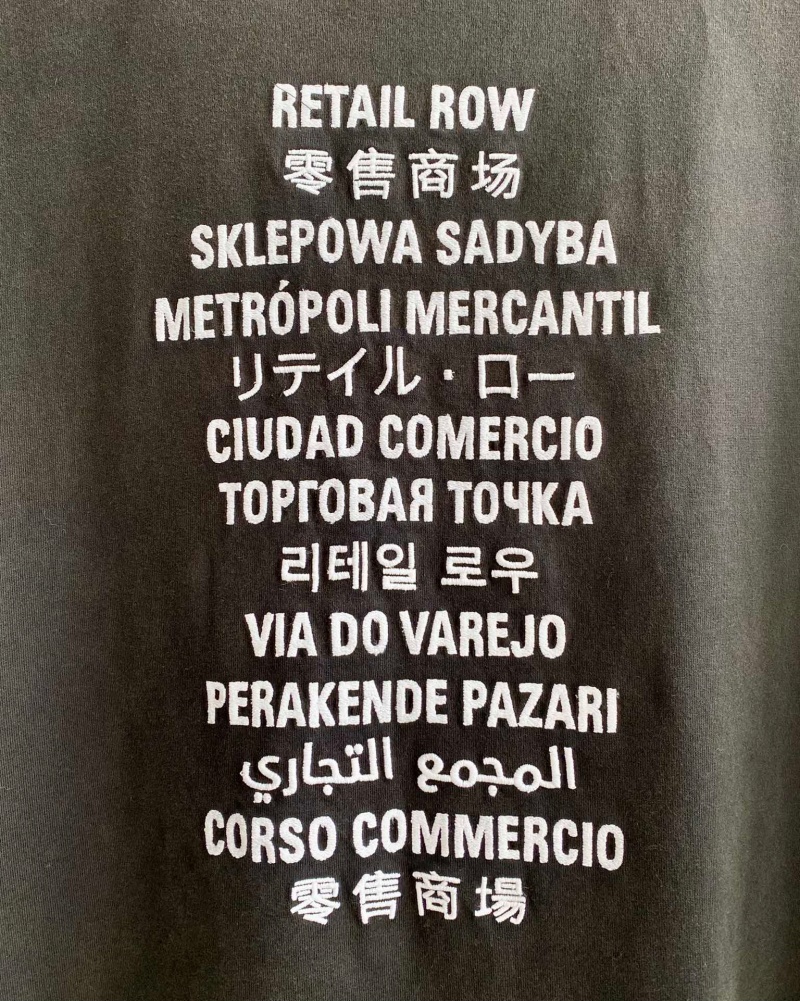 RETAIL ROW
零售商场
SKLEPOWA SADYBA
METRÓPOLI MERCANTIL
リテイル・ロー
CIUDAD COMERCIO
ТОРГОВАЯ ТОЧКА
리테일 로우
VIA DO VAREJO
PERAKENDE PAZARI
المجمع التجاري
CORSO COMMERCIO
零售商場